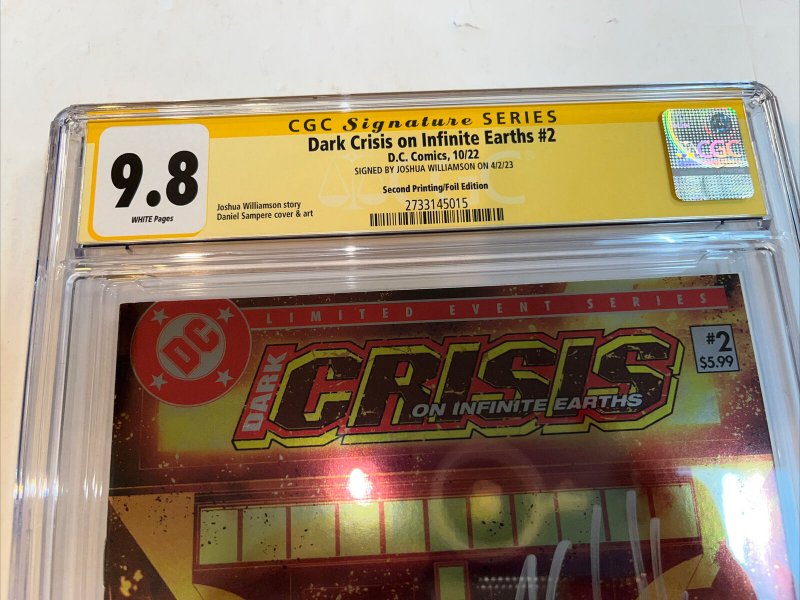 CGC Signature SERIES
Dark Crisis on Infinite Earths #2
D.C. Comics, 10/22
SIGNED BY JOSHUA WILLIAMSON ON 4/2/23
9.8
WHITE Pages
Second Printing/Foil Edition
Joshua Williamson story
Daniel Sampere cover & art
2733145015
CGC
LIMITED EVENT SERIES
DC
DARK
CRISIS
ON INFINITE EARTHS
#2
$5.99